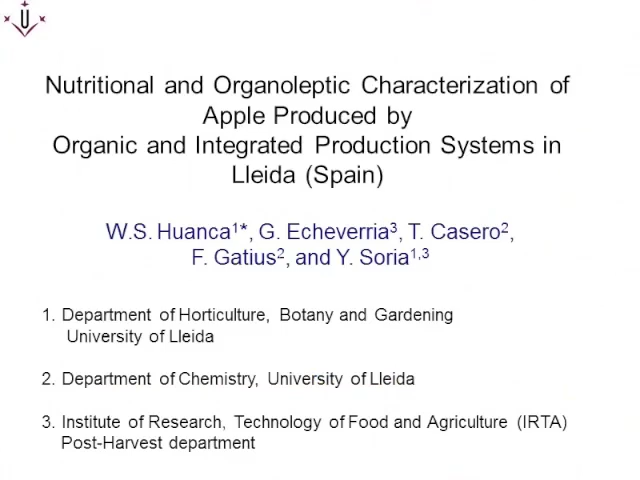 U
Nutritional and Organoleptic Characterization of
Apple Produced by
Organic and Integrated Production Systems in
Lleida (Spain)
W.S. Huanca¹*, G. Echeverria³, T. Casero²,
F. Gatius², and Y. Soria¹,³
1. Department of Horticulture, Botany and Gardening
University of Lleida
2. Department of Chemistry, University of Lleida
3. Institute of Research, Technology of Food and Agriculture (IRTA)
Post-Harvest department